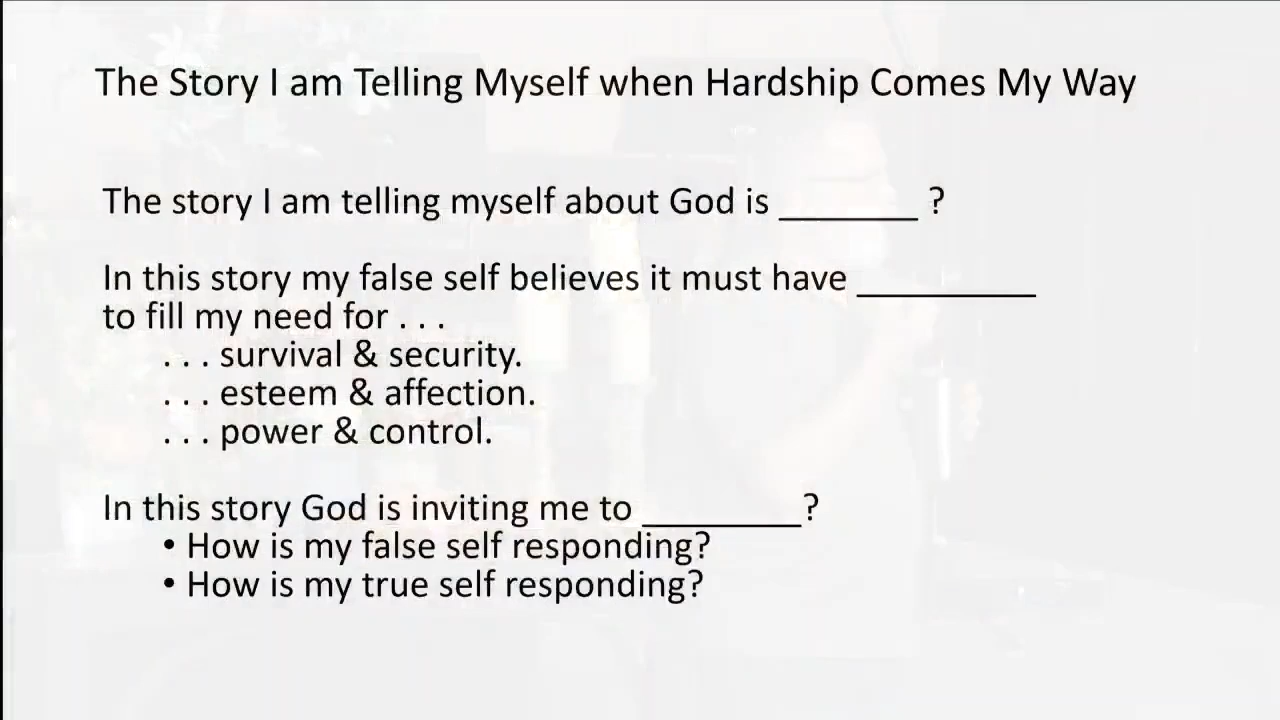 The Story I am Telling Myself when Hardship Comes My Way
The story I am telling myself about God is ________ ?
In this story my false self believes it must have __________
to fill my need for . . .
. . . survival & security.
. . . esteem & affection.
. . . power & control.
In this story God is inviting me to _________?
• How is my false self responding?
• How is my true self responding?